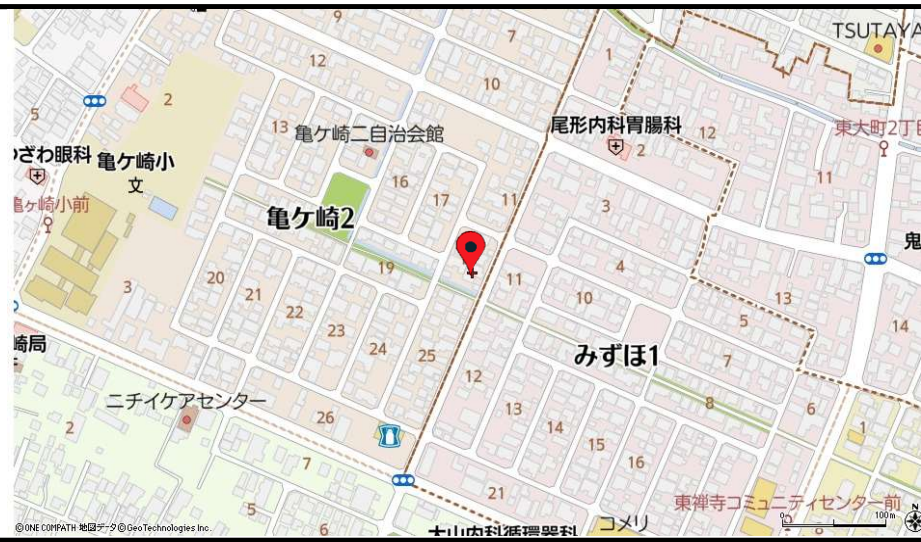 9
7
1
TSUTAYA
12
10
2
5
13
亀ケ崎二自治会館
尾形内科胃腸科
2
12
東大町2丁目
わざわ眼科
亀ケ崎小
文
16
17
11
11
亀ヶ崎小前
3
亀ケ崎2
鬼
19
4
11
20
21
3
10
13
22
5
14
23
崎局
24
25
みずほ1
7
12
8
6
ニチイケアセンター
13
2
26
14
1
15
7
16
21
東禅寺コミュニティセンター前
5
6
大山内科循環器科
コメリ
0 100m
©ONE COMPATH 地図データ©GeoTechnologies Inc.